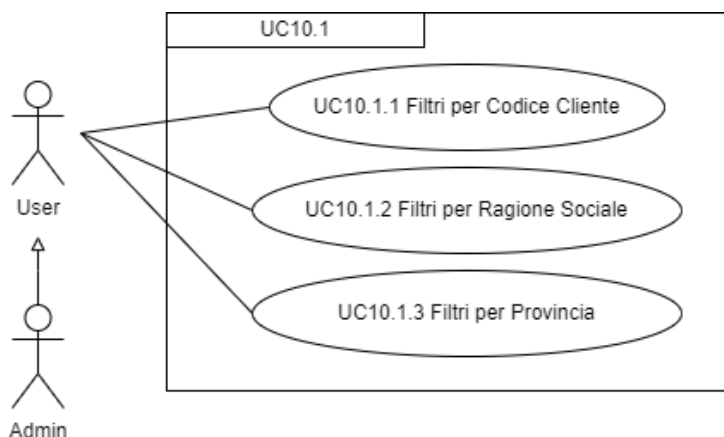 UC10.1
UC10.1.1 Filtri per Codice Cliente
UC10.1.2 Filtri per Ragione Sociale
User
UC10.1.3 Filtri per Provincia
Admin